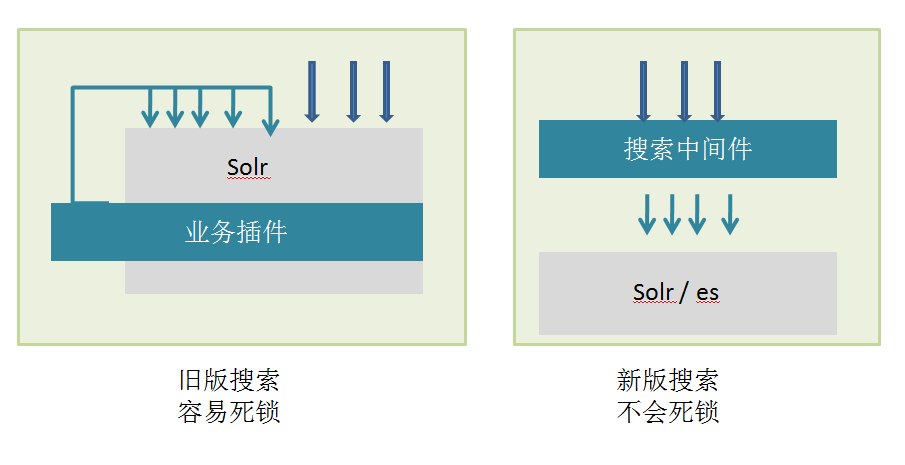 Solr
业务插件
旧版搜索
容易死锁
搜索中间件
Solr / es
新版搜索
不会死锁